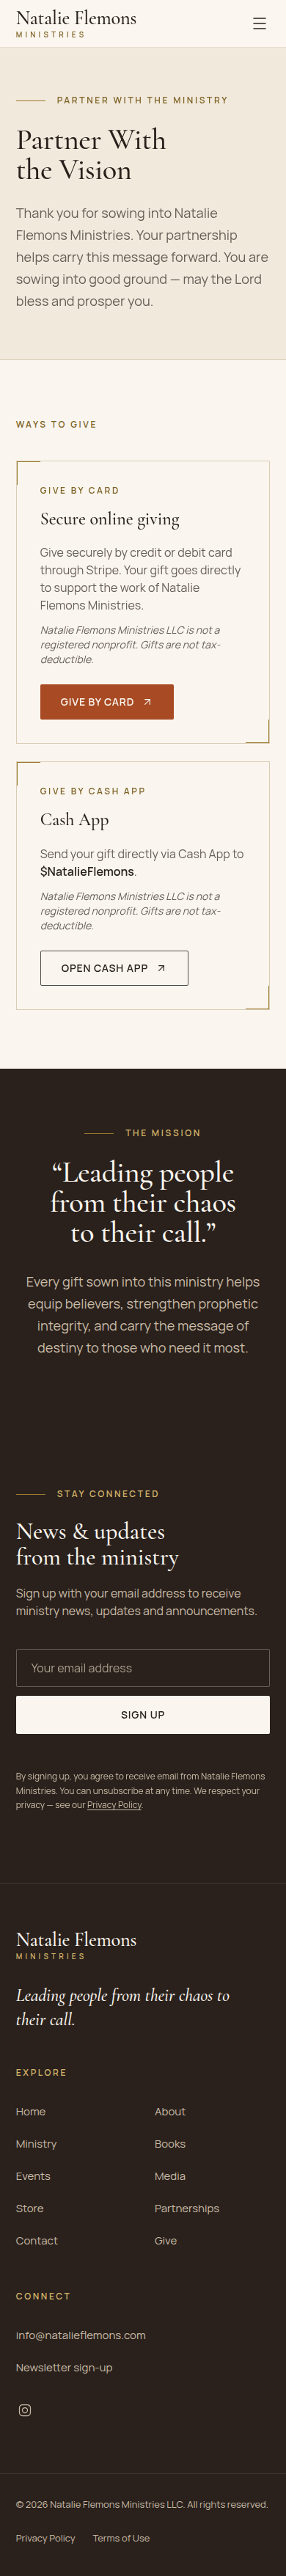 Natalie Flemons
MINISTRIES
PARTNER WITH THE MINISTRY
Partner With
the Vision
Thank you for sowing into Natalie
Flemons Ministries. Your partnership
helps carry this message forward. You are
sowing into good ground — may the Lord
bless and prosper you.
WAYS TO GIVE
GIVE BY CARD
Secure online giving
Give securely by credit or debit card
through Stripe. Your gift goes directly
to support the work of Natalie
Flemons Ministries.
Natalie Flemons Ministries LLC is not a
registered nonprofit. Gifts are not tax-
deductible.
GIVE BY CARD
GIVE BY CASH APP
Cash App
Send your gift directly via Cash App to
$NatalieFlemons.
Natalie Flemons Ministries LLC is not a
registered nonprofit. Gifts are not tax-
deductible.
OPEN CASH APP
THE MISSION
“Leading people
from their chaos
to their call.”
Every gift sown into this ministry helps
equip believers, strengthen prophetic
integrity, and carry the message of
destiny to those who need it most.
STAY CONNECTED
News & updates
from the ministry
Sign up with your email address to receive
ministry news, updates and announcements.
Your email address
SIGN UP
By signing up, you agree to receive email from Natalie Flemons
Ministries. You can unsubscribe at any time. We respect your
privacy — see our Privacy Policy.
Natalie Flemons
MINISTRIES
Leading people from their chaos to
their call.
EXPLORE
Home About
Ministry Books
Events Media
Store Partnerships
Contact Give
CONNECT
info@natalieflemons.com
Newsletter sign-up
© 2026 Natalie Flemons Ministries LLC. All rights reserved.
Privacy Policy Terms of Use